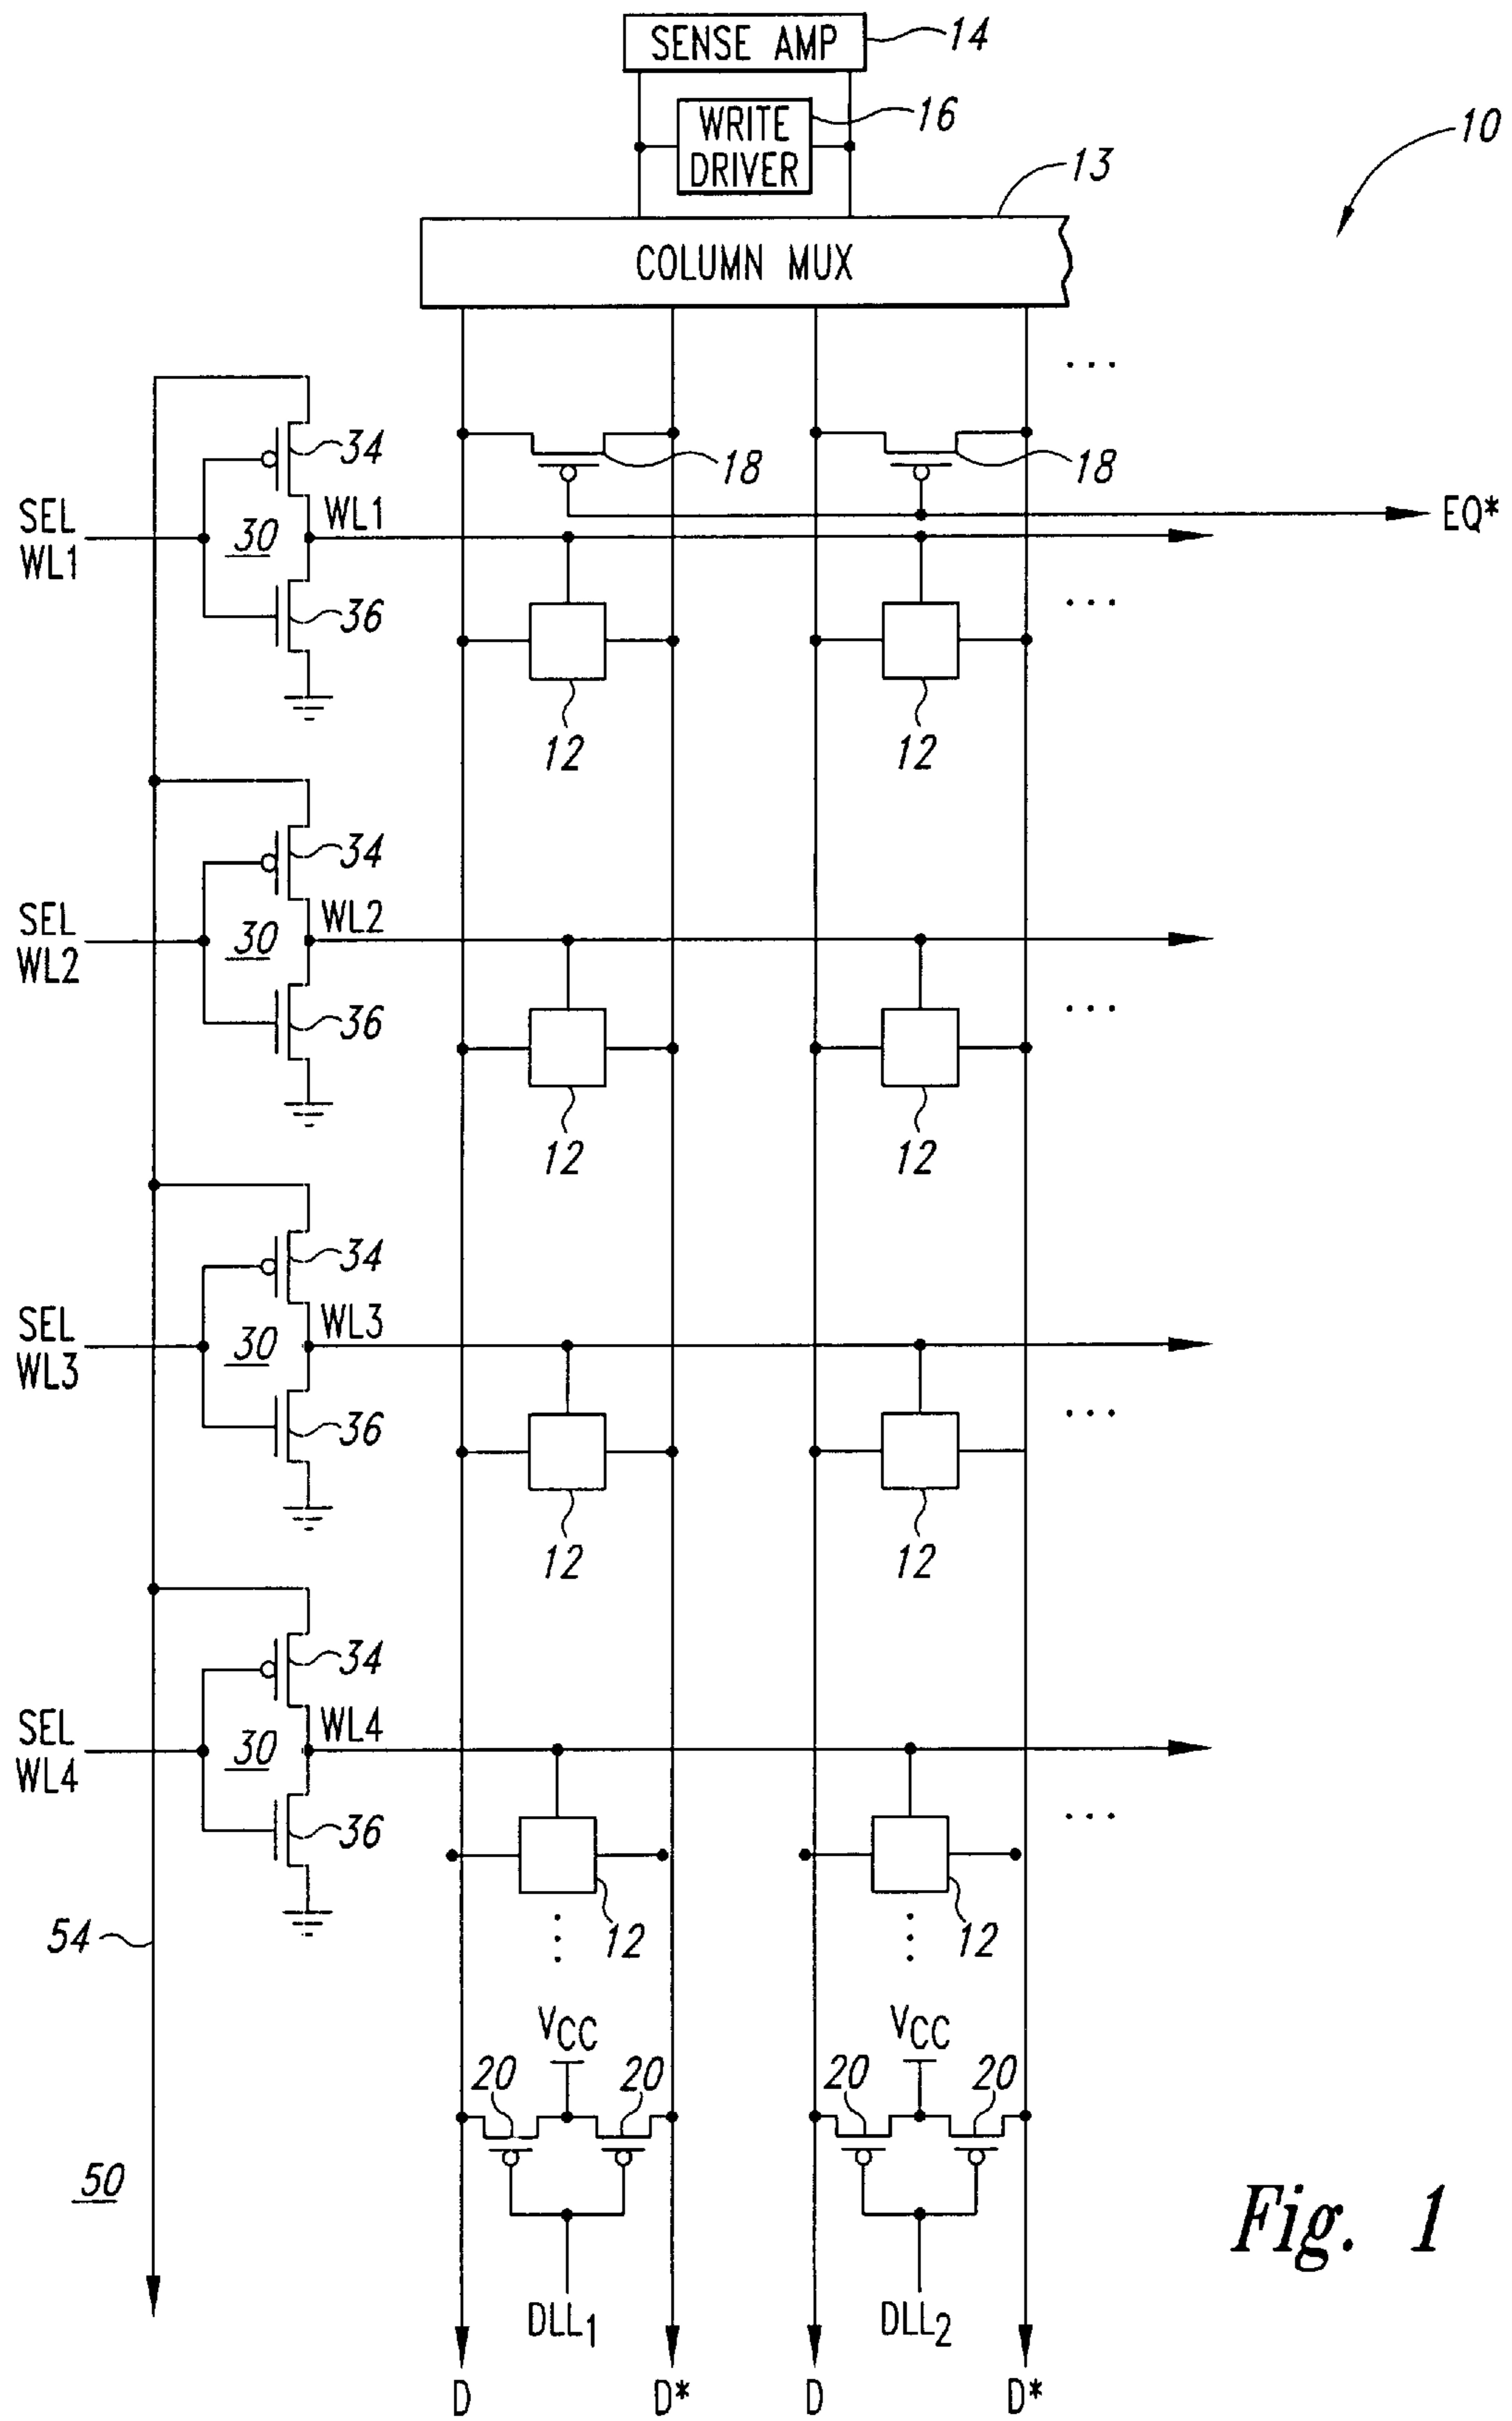 SENSE AMP
14
WRITE
DRIVER
16
10
13
COLUMN MUX
...
34
18
18
SEL
WL1
30
WL1
EQ*
36
...
12
12
34
SEL
WL2
30
WL2
36
...
12
12
34
SEL
WL3
30
WL3
36
...
12
12
34
SEL
WL4
30
WL4
36
...
54
12
12
VCC
VCC
20
20
20
20
50
Fig. 1
DLL1
DLL2
D
D*
D
D*